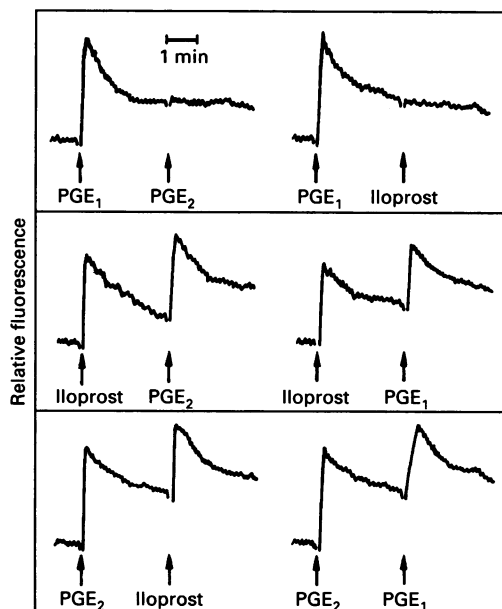 1 min
PGE₁ PGE₂ PGE₁ Iloprost
Relative fluorescence
Iloprost PGE₂ Iloprost PGE₁
PGE₂ Iloprost PGE₂ PGE₁